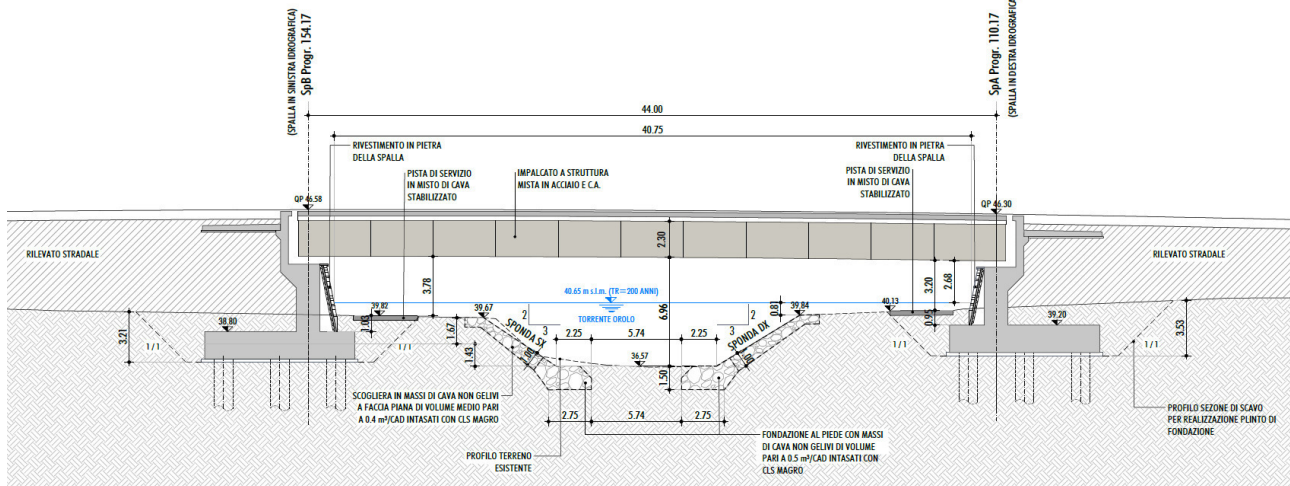 (SPALLA IN SINISTRA IDROGRAFICA)
SpB Progr. 154.17
SpA Progr. 110.17
(SPALLA IN DESTRA IDROGRAFICA)
44.00
40.75
RIVESTIMENTO IN PIETRA
DELLA SPALLA
PISTA DI SERVIZIO
IN MISTO DI CAVA
STABILIZZATO
IMPALCATO A STRUTTURA
MISTA IN ACCIAIO E C.A.
RIVESTIMENTO IN PIETRA
DELLA SPALLA
PISTA DI SERVIZIO
IN MISTO DI CAVA
STABILIZZATO
QP 46.58
QP 46.30
2.30
RILEVATO STRADALE
RILEVATO STRADALE
3.78
6.96
3.20
2.68
40.65 m s.l.m. (TR=200 ANNI)
TORRENTE OROLO
39.82
39.67
0.81
39.84
40.13
1.67
2
3
2
3
38.80
39.20
3.21
3.53
SPONDA SX
SPONDA DX
2.25
5.74
2.25
1/1
1/1
1/1
1/1
1.43
36.57
1.50
SCOGLIERA IN MASSI DI CAVA NON GELIVI
A FACCIA PIANA DI VOLUME MEDIO PARI
A 0.4 m³/CAD INTASATI CON CLS MAGRO
2.75
5.74
2.75
PROFILO TERRENO
ESISTENTE
FONDAZIONE AL PIEDE CON MASSI
DI CAVA NON GELIVI DI VOLUME
PARI A 0.5 m³/CAD INTASATI CON
CLS MAGRO
PROFILO SEZIONE DI SCAVO
PER REALIZZAZIONE PLINTO DI
FONDAZIONE